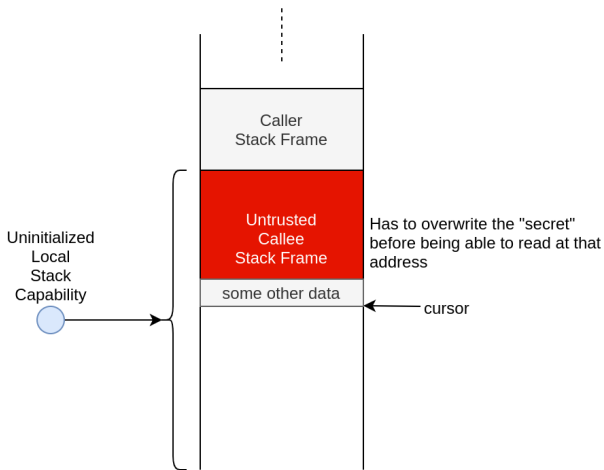 Caller
Stack Frame
Untrusted
Callee
Stack Frame
Uninitialized
Local
Stack
Capability
Has to overwrite the "secret"
before being able to read at that
address
some other data
cursor